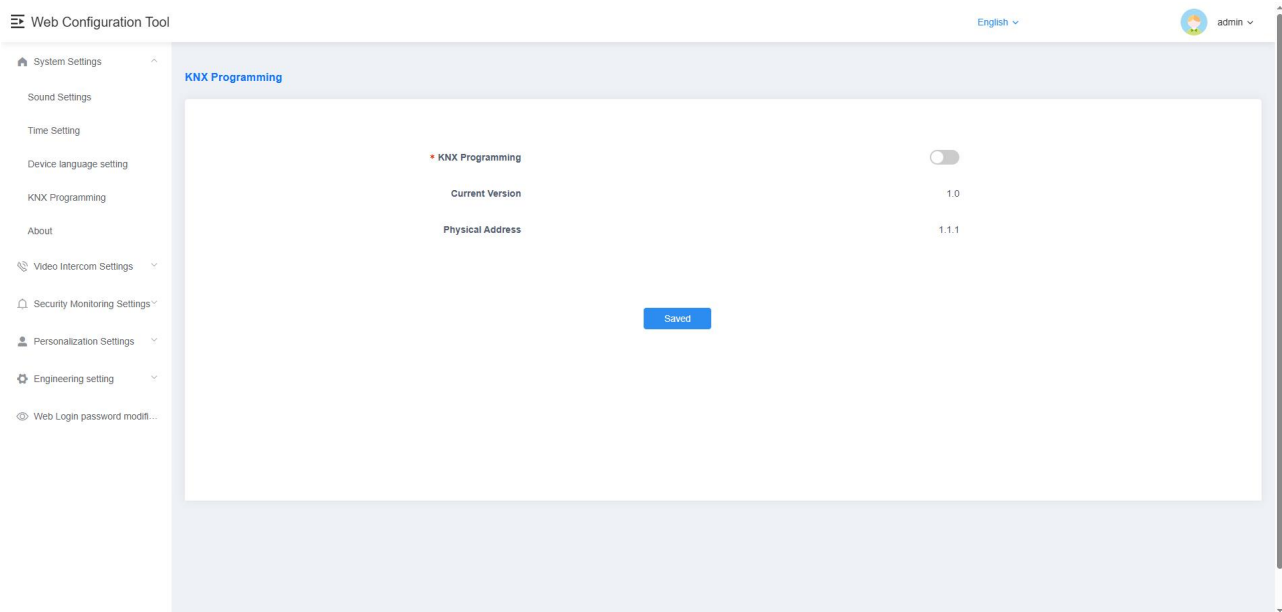 Web Configuration Tool
English
admin
System Settings
Sound Settings
Time Setting
Device language setting
KNX Programming
About
Video Intercom Settings
Security Monitoring Settings
Personalization Settings
Engineering setting
Web Login password modifi...
KNX Programming
* KNX Programming
Current Version 1.0
Physical Address 1.1.1
Saved